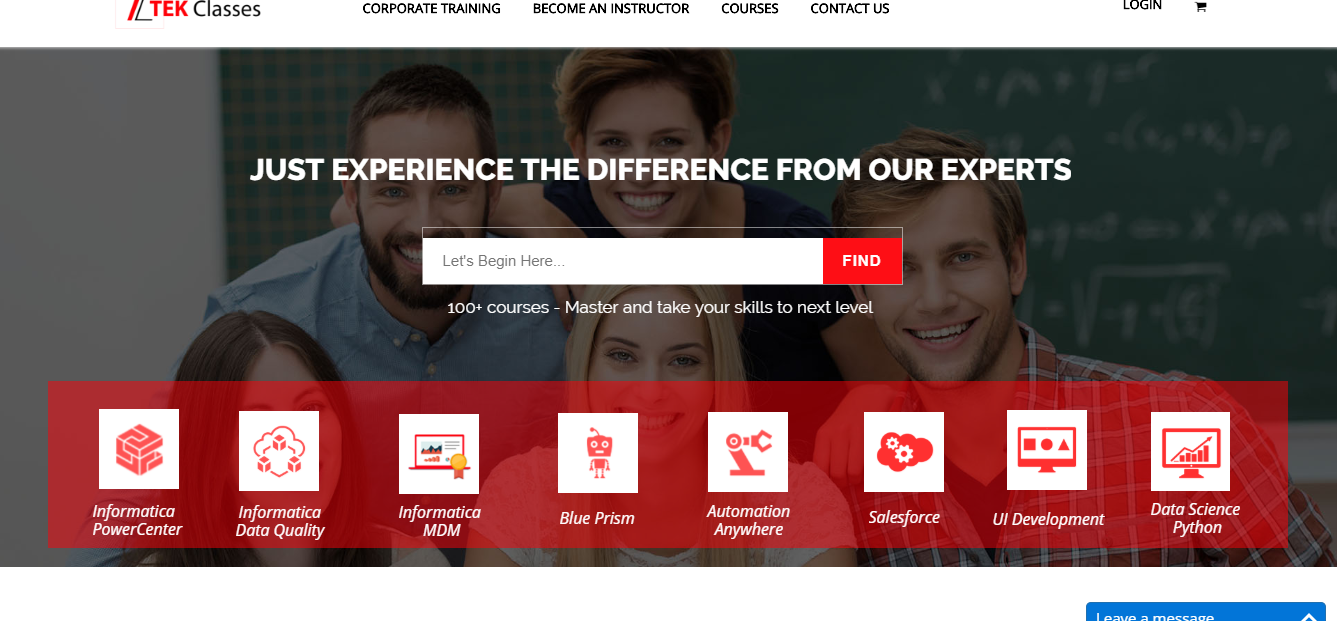 TEK Classes
CORPORATE TRAINING
BECOME AN INSTRUCTOR
COURSES
CONTACT US
LOGIN
JUST EXPERIENCE THE DIFFERENCE FROM OUR EXPERTS
Let's Begin Here...
FIND
100+ courses - Master and take your skills to next level
Informatica
PowerCenter
Informatica
Data Quality
Informatica
MDM
Blue Prism
Automation
Anywhere
Salesforce
UI Development
Data Science
Python
Leave a message